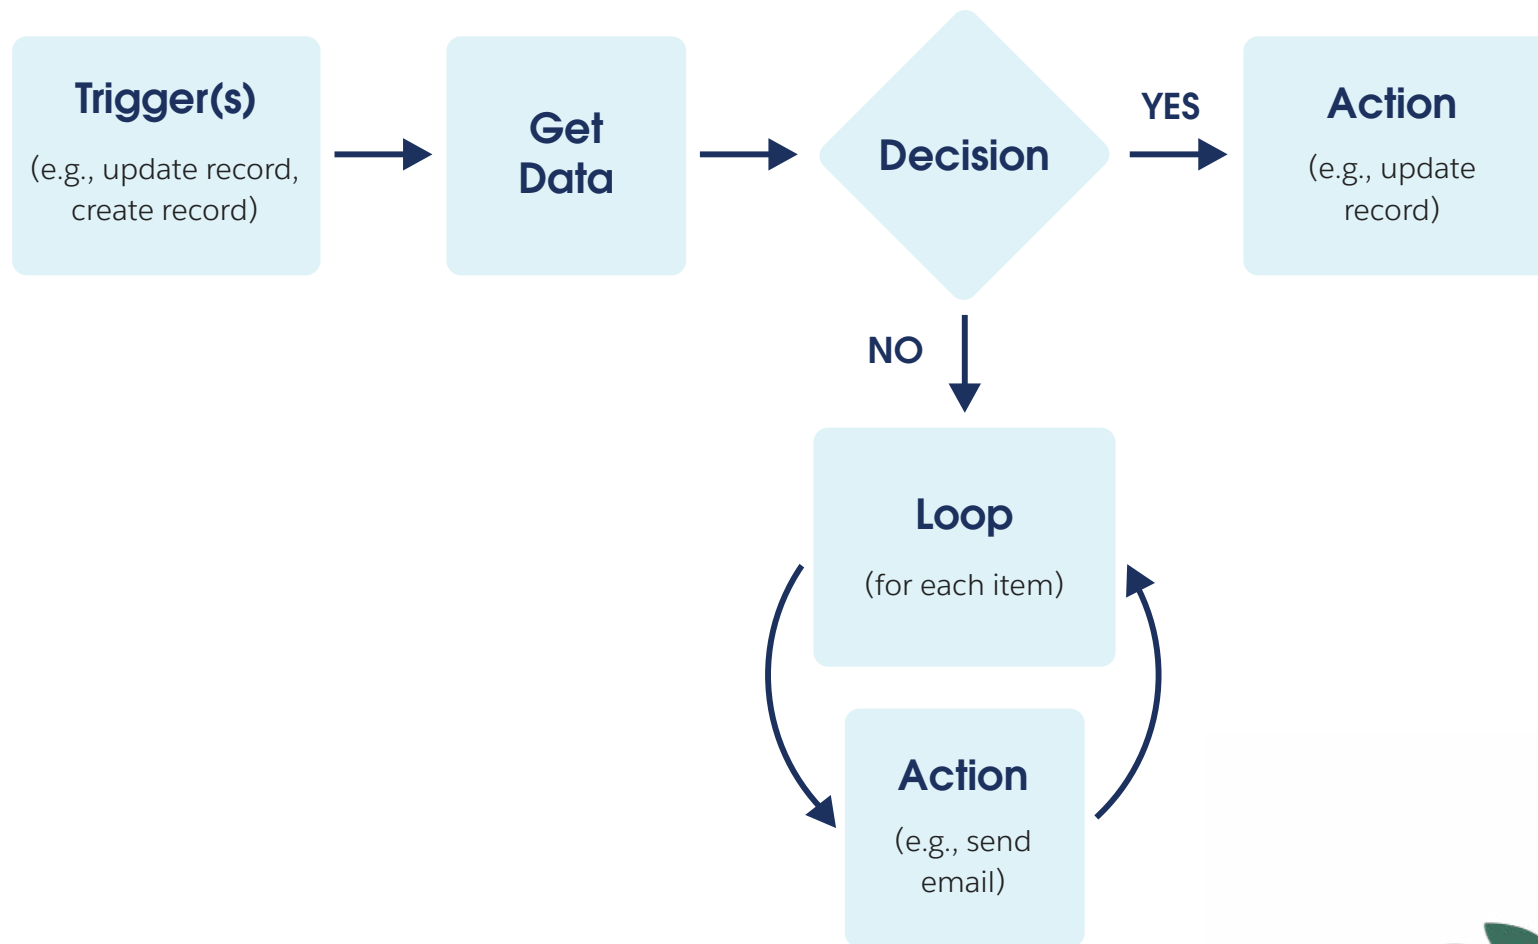 Trigger(s)
(e.g., update record,
create record)
Get
Data
Decision
YES
Action
(e.g., update
record)
NO
Loop
(for each item)
Action
(e.g., send
email)